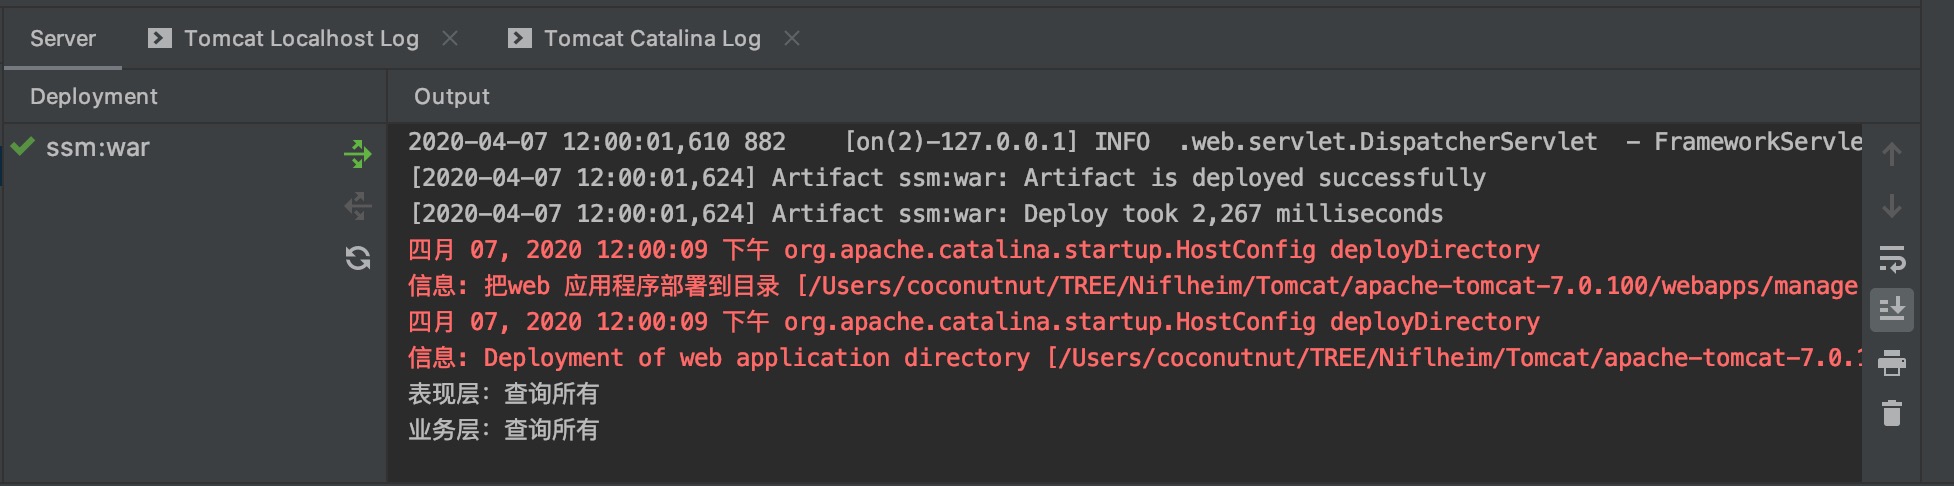 Server Tomcat Localhost Log Tomcat Catalina Log
Deployment Output
ssm:war
2020-04-07 12:00:01,610 882 [on(2)-127.0.0.1] INFO .web.servlet.DispatcherServlet - FrameworkServle
[2020-04-07 12:00:01,624] Artifact ssm:war: Artifact is deployed successfully
[2020-04-07 12:00:01,624] Artifact ssm:war: Deploy took 2,267 milliseconds
四月 07, 2020 12:00:09 下午 org.apache.catalina.startup.HostConfig deployDirectory
信息: 把web 应用程序部署到目录 [/Users/coconutnut/TREE/Niflheim/Tomcat/apache-tomcat-7.0.100/webapps/manage
四月 07, 2020 12:00:09 下午 org.apache.catalina.startup.HostConfig deployDirectory
信息: Deployment of web application directory [/Users/coconutnut/TREE/Niflheim/Tomcat/apache-tomcat-7.0.1
表现层: 查询所有
业务层: 查询所有